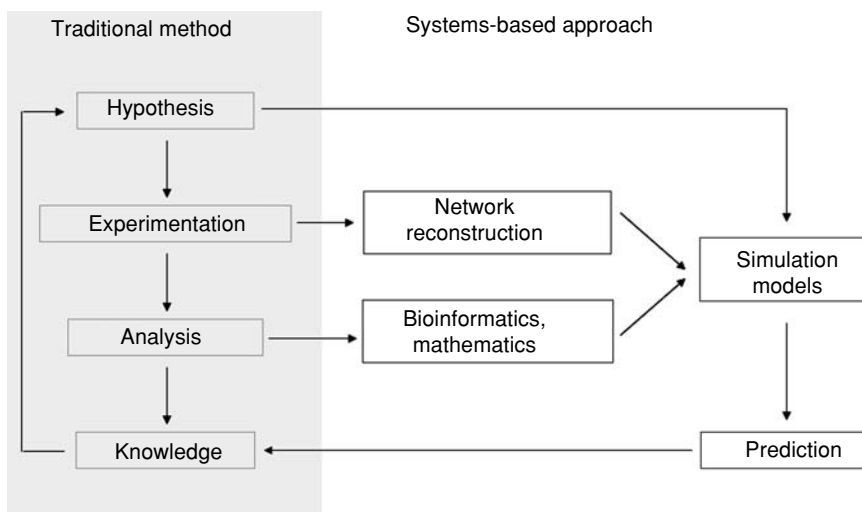 Traditional method
Systems-based approach
Hypothesis
Experimentation
Network
reconstruction
Simulation
models
Analysis
Bioinformatics,
mathematics
Knowledge
Prediction